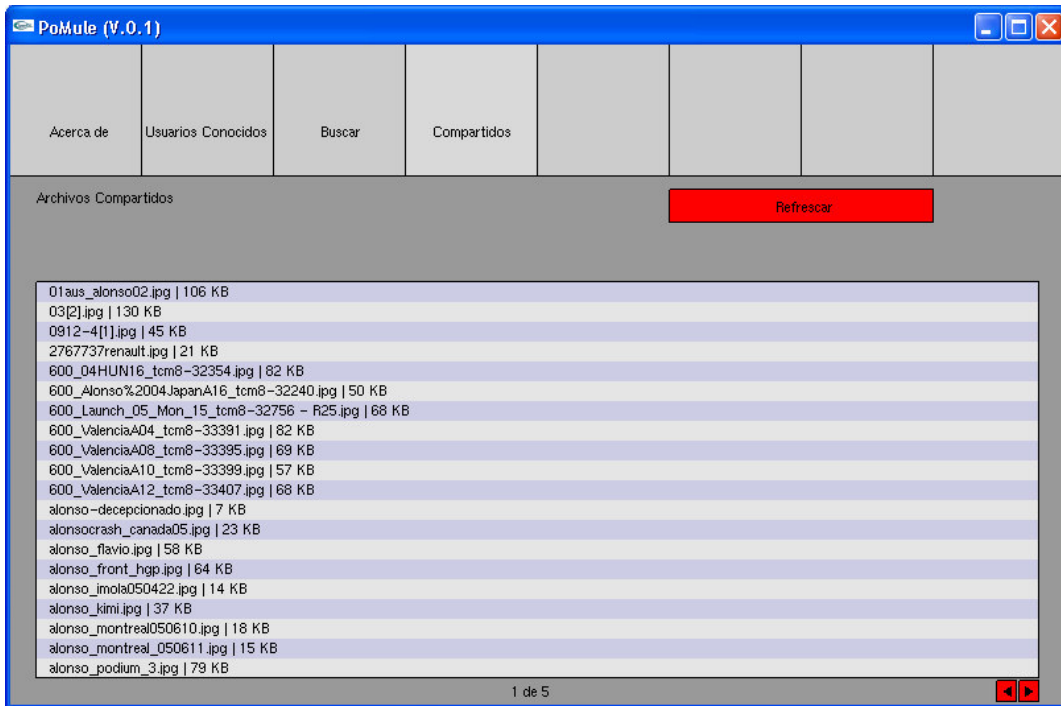 PoMule (V.0.1)
Acerca de Usuarios Conocidos Buscar Compartidos
Archivos Compartidos Refrescar
01aus_alonso02.jpg | 106 KB
03[2].jpg | 130 KB
0912-4[1].jpg | 45 KB
2767737renault.jpg | 21 KB
600_04HUN16_tcm8-32354.jpg | 82 KB
600_Alonso%2004JapanA16_tcm8-32240.jpg | 50 KB
600_Launch_05_Mon_15_tcm8-32756 - R25.jpg | 68 KB
600_ValenciaA04_tcm8-33391.jpg | 82 KB
600_ValenciaA08_tcm8-33395.jpg | 69 KB
600_ValenciaA10_tcm8-33399.jpg | 57 KB
600_ValenciaA12_tcm8-33407.jpg | 68 KB
alonso-decepcionado.jpg | 7 KB
alonsocrash_canada05.jpg | 23 KB
alonso_flavio.jpg | 58 KB
alonso_front_hgp.jpg | 64 KB
alonso_imola050422.jpg | 14 KB
alonso_kimi.jpg | 37 KB
alonso_montreal050610.jpg | 18 KB
alonso_montreal_050611.jpg | 15 KB
alonso_podium_3.jpg | 79 KB
1 de 5